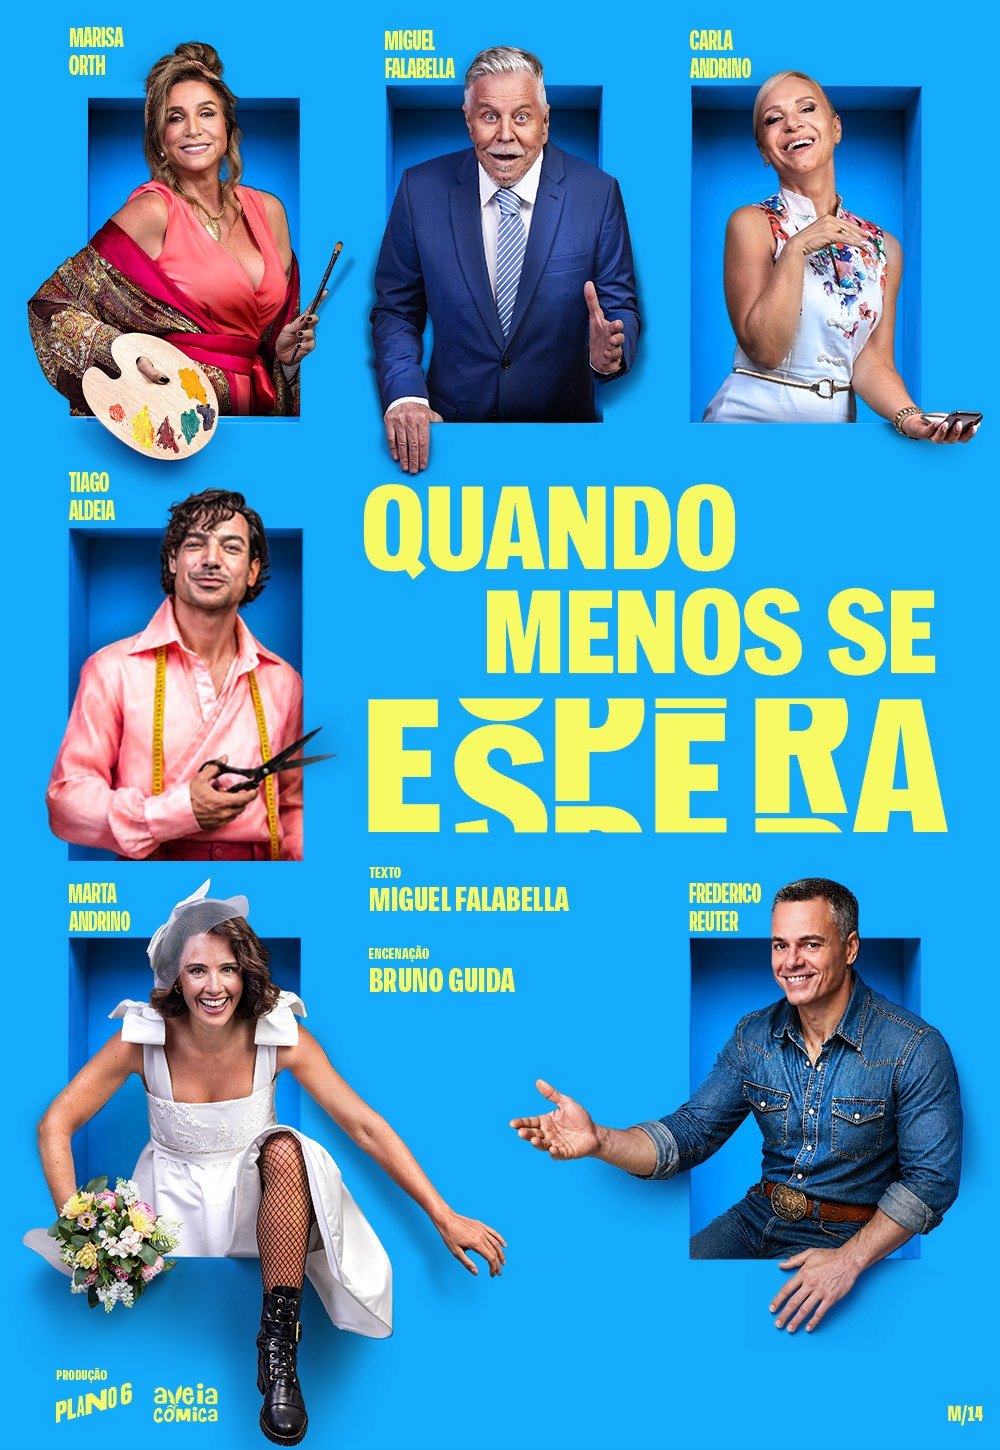 MARISA
ORTH
MIGUEL
FALABELLA
CARLA
ANDRINO
TIAGO
ALDEIA
QUANDO
MENOS SE
ESPERA
TEXTO
MIGUEL FALABELLA
ENCENAÇÃO
BRUNO GUIDA
MARTA
ANDRINO
FREDERICO
REUTER
PRODUÇÃO
PLANO 6
aveia
cômica
M/14